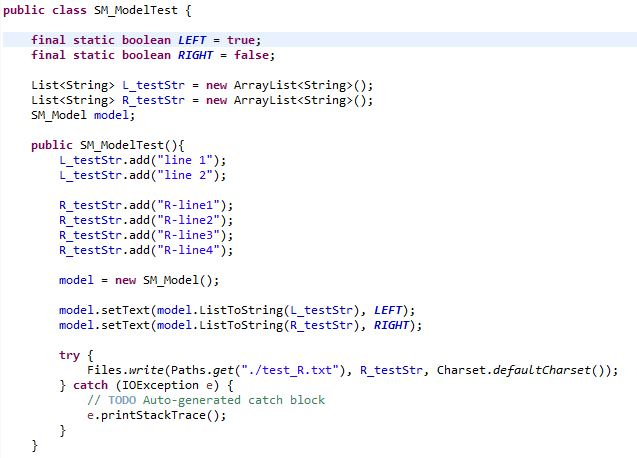 public class SM_ModelTest {
final static boolean LEFT = true;
final static boolean RIGHT = false;
List<String> L_testStr = new ArrayList<String>();
List<String> R_testStr = new ArrayList<String>();
SM_Model model;
public SM_ModelTest(){
L_testStr.add("line 1");
L_testStr.add("line 2");
R_testStr.add("R-line1");
R_testStr.add("R-line2");
R_testStr.add("R-line3");
R_testStr.add("R-line4");
model = new SM_Model();
model.setText(model.ListToString(L_testStr), LEFT);
model.setText(model.ListToString(R_testStr), RIGHT);
try {
Files.write(Paths.get("./test_R.txt"), R_testStr, Charset.defaultCharset());
} catch (IOException e) {
// TODO Auto-generated catch block
e.printStackTrace();
}
}